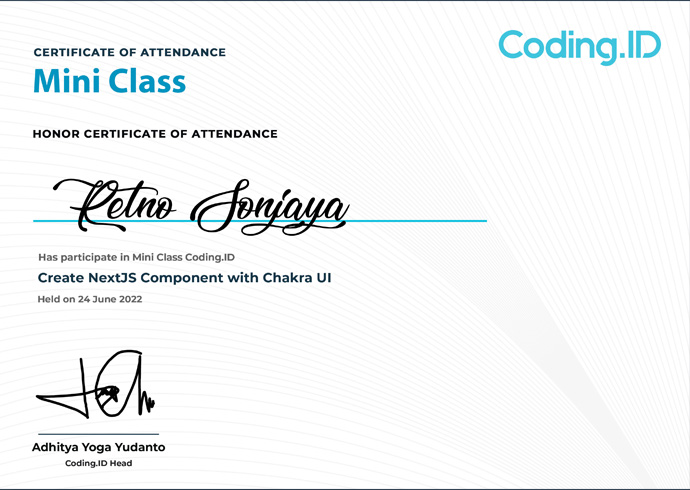 Coding.ID
CERTIFICATE OF ATTENDANCE
Mini Class
HONOR CERTIFICATE OF ATTENDANCE
Retno Sonjaya
Has participate in Mini Class Coding.ID
Create NextJS Component with Chakra UI
Held on 24 June 2022
Adhitya Yoga Yudanto
Coding.ID Head